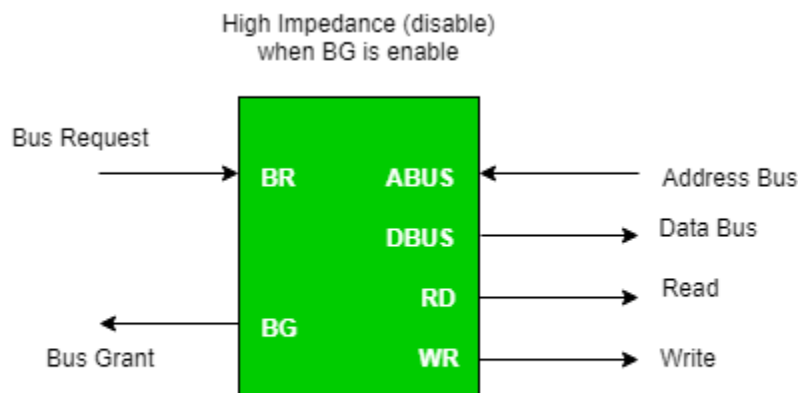 High Impedance (disable)
when BG is enable
Bus Request
BR
ABUS
Address Bus
DBUS
Data Bus
RD
Read
BG
Bus Grant
WR
Write